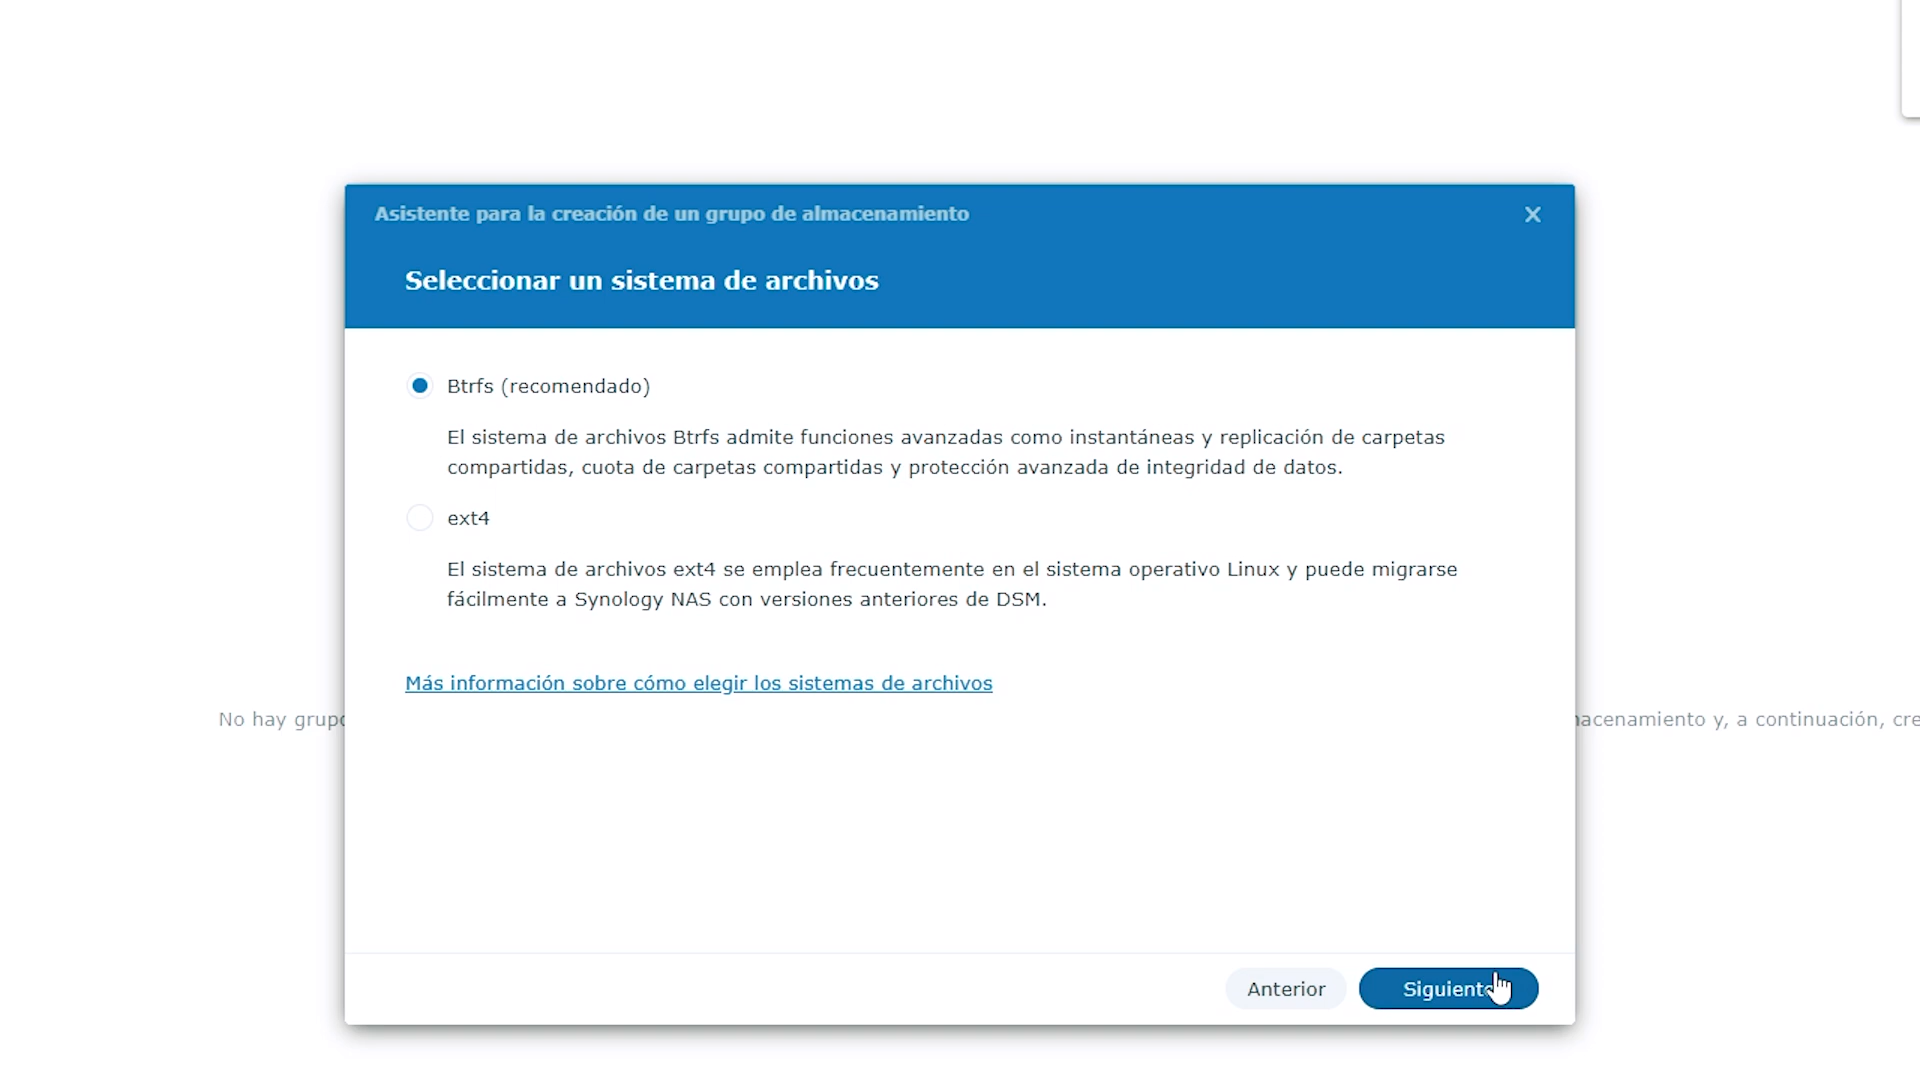 Asistente para la creación de un grupo de almacenamiento
Seleccionar un sistema de archivos
Btrfs (recomendado)
El sistema de archivos Btrfs admite funciones avanzadas como instantáneas y replicación de carpetas
compartidas, cuota de carpetas compartidas y protección avanzada de integridad de datos.
ext4
El sistema de archivos ext4 se emplea frecuentemente en el sistema operativo Linux y puede migrarse
fácilmente a Synology NAS con versiones anteriores de DSM.
Más información sobre cómo elegir los sistemas de archivos
No hay
y, a continuación,
Anterior
Siguiente